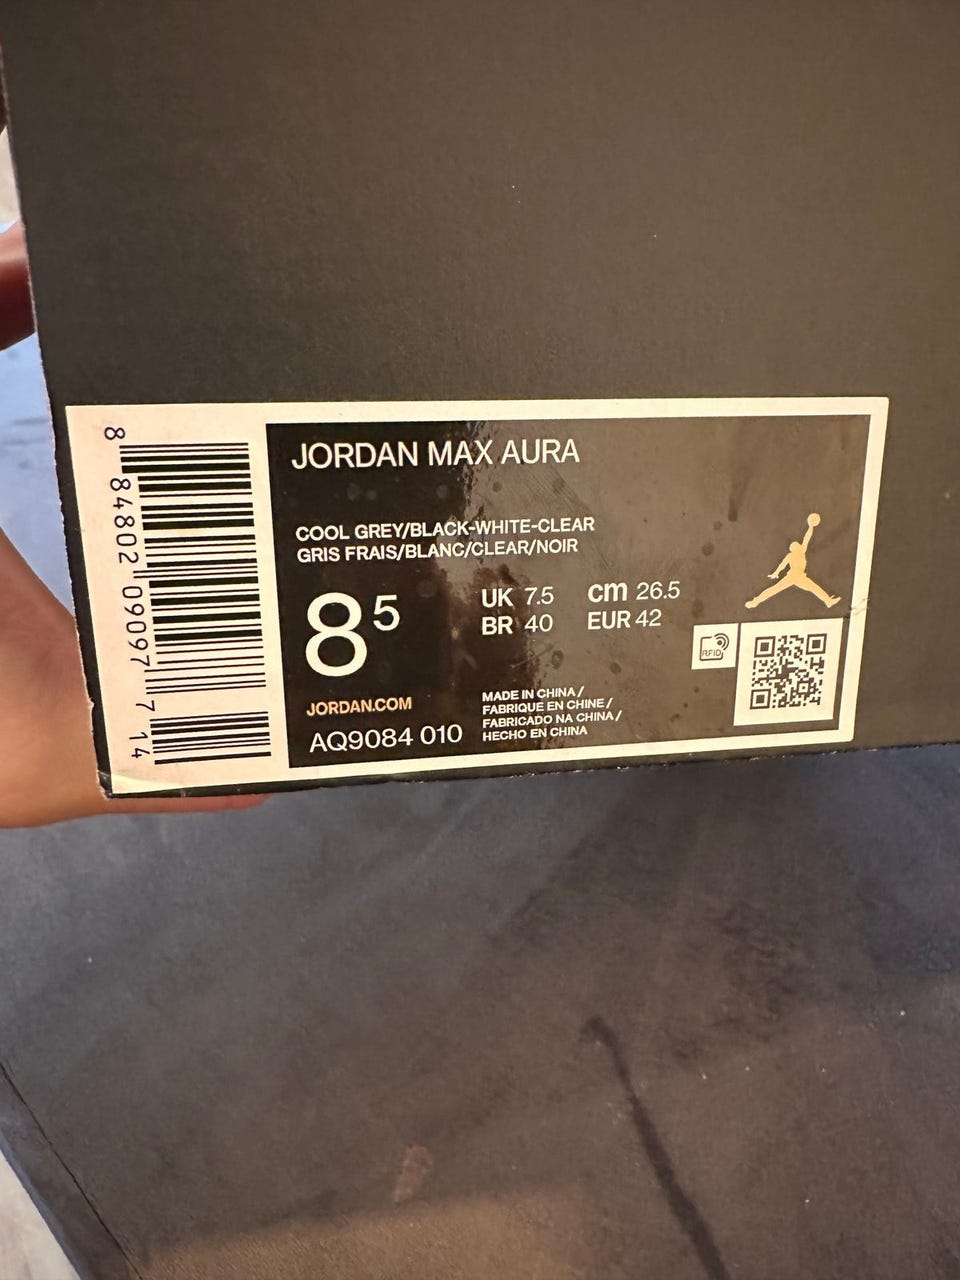 8 84802 09097 7 14
JORDAN MAX AURA
COOL GREY/BLACK-WHITE-CLEAR
GRIS FRAIS/BLANC/CLEAR/NOIR
8 5
UK 7.5 cm 26.5
BR 40 EUR 42
RFID
JORDAN.COM
AQ9084 010
MADE IN CHINA /
FABRIQUE EN CHINE /
FABRICADO NA CHINA /
HECHO EN CHINA